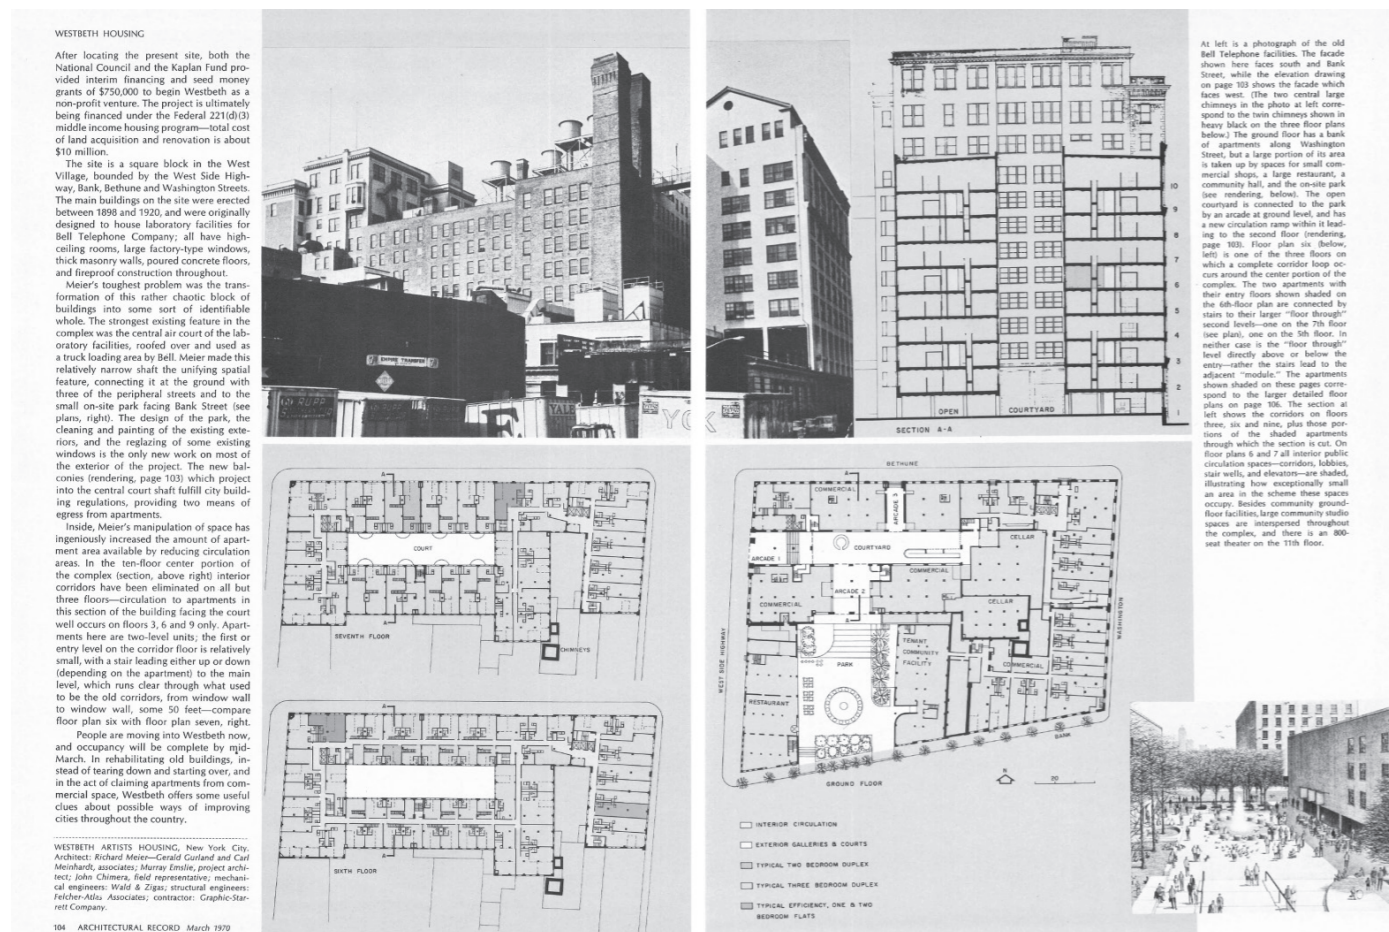 WESTBETH HOUSING
After locating the present site, both the
National Council and the Kaplan Fund pro-
vided interim financing and seed money
grants of $750,000 to begin Westbeth as a
non-profit venture. The project is ultimately
being financed under the Federal 221(d)(3)
middle income housing program—total cost
of land acquisition and renovation is about
$10 million.
The site is a square block in the West
Village, bounded by the West Side High-
way, Bank, Bethune and Washington Streets.
The main buildings on the site were erected
between 1898 and 1920, and were originally
designed to house laboratory facilities for
Bell Telephone Company; all have high-
ceiling rooms, large factory-type windows,
thick masonry walls, poured concrete floors,
and fireproof construction throughout.
Meier's toughest problem was the trans-
formation of this rather chaotic block of
buildings into some sort of identifiable
whole. The strongest existing feature in the
complex was the central air court of the lab-
oratory facilities, roofed over and used as
a truck loading area by Bell. Meier made this
relatively narrow shaft the unifying spatial
feature, connecting it at the ground with
three of the peripheral streets and to the
small on-site park facing Bank Street (see
plans, right). The design of the park, the
cleaning and painting of the existing exte-
riors, and the reglazing of some existing
windows is the only new work on most of
the exterior of the project. The new bal-
conies (rendering, page 103) which project
into the central court shaft fulfill city build-
ing regulations, providing two means of
egress from apartments.
Inside, Meier's manipulation of space has
ingeniously increased the amount of apart-
ment area available by reducing circulation
areas. In the ten-floor center portion of
the complex (section, above right) interior
corridors have been eliminated on all but
three floors—circulation to apartments in
this section of the building facing the court
well occurs on floors 3, 6 and 9 only. Apart-
ments here are two-level units; the first or
entry level on the corridor floor is relatively
small, with a stair leading either up or down
(depending on the apartment) to the main
level, which runs clear through what used
to be the old corridors, from window wall
to window wall, some 50 feet—compare
floor plan six with floor plan seven, right.
People are moving into Westbeth now,
and occupancy will be complete by mid-
March. In rehabilitating old buildings, in-
stead of tearing down and starting over, and
in the act of claiming apartments from com-
mercial space, Westbeth offers some useful
clues about possible ways of improving
cities throughout the country.
WESTBETH ARTISTS HOUSING, New York City.
Architect: Richard Meier—Gerald Gurland and Carl
Meinhardt, associates; Murray Emslie, project archi-
tect; John Chimera, field representative; mechani-
cal engineers: Wald & Zigas; structural engineers:
Felcher-Atlas Associates; contractor: Graphic-Star-
rett Company.
104 ARCHITECTURAL RECORD March 1970
EMPIRE TRANSFER
YALE
YCK
10
9
8
7
6
5
4
3
2
1
OPEN
COURTYARD
SECTION A-A
A
COURT
A
SEVENTH FLOOR
CHIMNEYS
A
A
SIXTH FLOOR
BETHUNE
A
COMMERCIAL
ARCADE 3
CELLAR
COURTYARD
ARCADE 1
COMMERCIAL
ARCADE 2
COMMERCIAL
CELLAR
A
WEST SIDE HIGHWAY
WASHINGTON
PARK
TENANT
COMMUNITY
FACILITY
COMMERCIAL
RESTAURANT
BANK
GROUND FLOOR
N
20
INTERIOR CIRCULATION
EXTERIOR GALLERIES & COURTS
TYPICAL TWO BEDROOM DUPLEX
TYPICAL THREE BEDROOM DUPLEX
TYPICAL EFFICIENCY, ONE & TWO
BEDROOM FLATS
At left is a photograph of the old
Bell Telephone facilities. The facade
shown here faces south and Bank
Street, while the elevation drawing
on page 103 shows the facade which
faces west. (The two central large
chimneys in the photo at left corre-
spond to the twin chimneys shown in
heavy black on the three floor plans
below.) The ground floor has a bank
of apartments along Washington
Street, but a large portion of its area
is taken up by spaces for small com-
mercial shops, a large restaurant, a
community hall, and the on-site park
(see rendering, below). The open
courtyard is connected to the park
by an arcade at ground level, and has
a new circulation ramp within it lead-
ing to the second floor (rendering,
page 103). Floor plan six (below,
left) is one of the three floors on
which a complete corridor loop oc-
curs around the center portion of the
complex. The two apartments with
their entry floors shown shaded on
the 6th-floor plan are connected by
stairs to their larger "floor through"
second levels—one on the 7th floor
(see plan), one on the 5th floor. In
neither case is the "floor through"
level directly above or below the
entry—rather the stairs lead to the
adjacent "module." The apartments
shown shaded on these pages corre-
spond to the larger detailed floor
plans on page 106. The section at
left shows the corridors on floors
three, six and nine, plus those por-
tions of the shaded apartments
through which the section is cut. On
floor plans 6 and 7 all interior public
circulation spaces—corridors, lobbies,
stair wells, and elevators—are shaded,
illustrating how exceptionally small
an area in the scheme these spaces
occupy. Besides community ground-
floor facilities, large community studio
spaces are interspersed throughout
the complex, and there is an 800-
seat theater on the 11th floor.